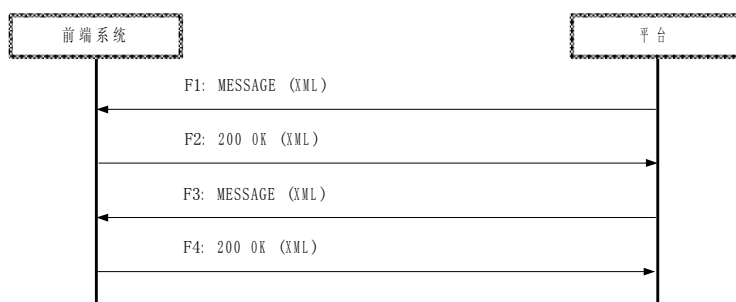 前端系统
平台
F1: MESSAGE (XML)
F2: 200 OK (XML)
F3: MESSAGE (XML)
F4: 200 OK (XML)